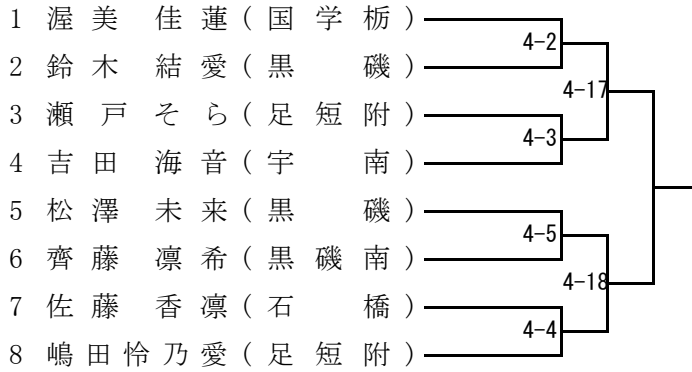 1 渥美 佳蓮(国学栃)
4-2
2 鈴木 結愛(黒 磯)
4-17
3 瀬戸そら(足短附)
4-3
4 吉田 海音(宇 南)
5 松澤 未来(黒 磯)
4-5
6 齊藤 凛希(黒磯南)
4-18
7 佐藤 香凛(石 橋)
4-4
8 嶋田怜乃愛(足短附)